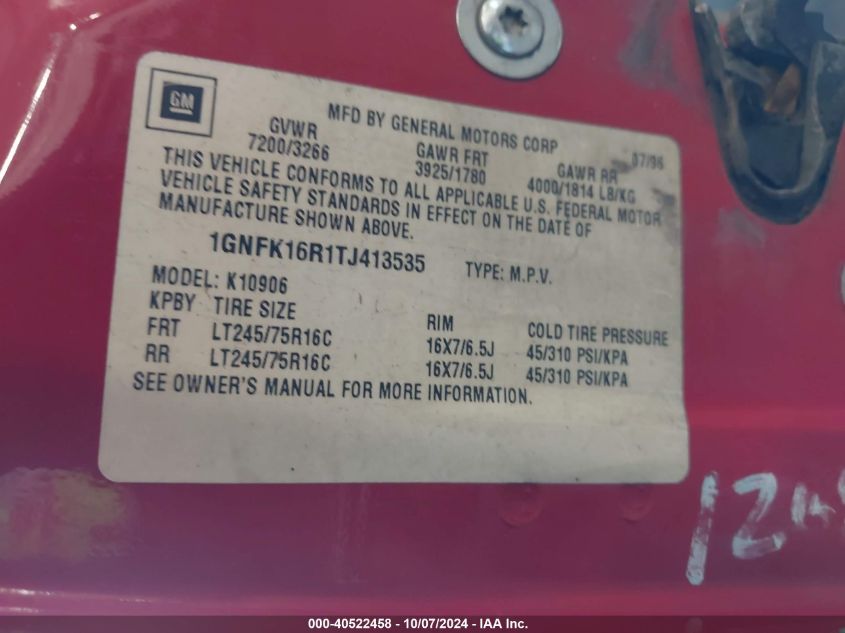 GM
MFD BY GENERAL MOTORS CORP 07/96
GVWR GAWR FRT GAWR RR
7200/3266 3925/1780 4000/1814 LB/KG
THIS VEHICLE CONFORMS TO ALL APPLICABLE U.S. FEDERAL MOTOR
VEHICLE SAFETY STANDARDS IN EFFECT ON THE DATE OF
MANUFACTURE SHOWN ABOVE.
1GNFK16R1TJ413535 TYPE: M.P.V.
MODEL: K10906
KPBY TIRE SIZE RIM COLD TIRE PRESSURE
FRT LT245/75R16C 16X7/6.5J 45/310 PSI/KPA
RR LT245/75R16C 16X7/6.5J 45/310 PSI/KPA
SEE OWNER'S MANUAL FOR MORE INFORMATION.
000-40522458 - 10/07/2024 - IAA Inc.